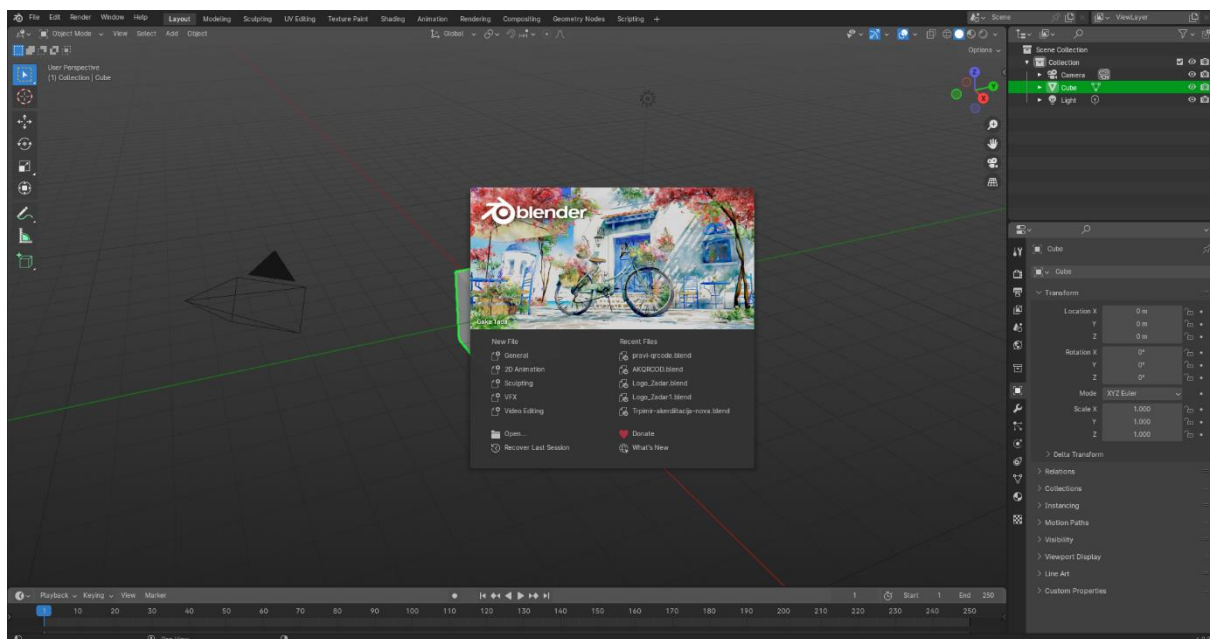 File Edit Render Window Help Layout Modeling Sculpting UV Editing Texture Paint Shading Animation Rendering Compositing Geometry Nodes Scripting + Scene ViewLayer
Object Mode View Select Add Object Global
Options
User Perspective
(1) Collection | Cube
Z
Y
X
Scene Collection
Collection
Camera
Cube
Light
blender
New File
General
2D Animation
Sculpting
VFX
Video Editing
Open...
Recover Last Session
Recent Files
pravi-qrcode.blend
AKQRCOD.blend
Logo_Zadar.blend
Logo_Zadar1.blend
Trpimir-akerditacija-nova.blend
Donate
What's New
Cube
Cube
Transform
Location X 0 m
Y 0 m
Z 0 m
Rotation X 0°
Y 0°
Z 0°
Mode XYZ Euler
Scale X 1.000
Y 1.000
Z 1.000
Delta Transform
Relations
Collections
Instancing
Motion Paths
Visibility
Viewport Display
Line Art
Custom Properties
Playback Keying View Marker 1 Start 1 End 250
1 10 20 30 40 50 60 70 80 90 100 110 120 130 140 150 160 170 180 190 200 210 220 230 240 250